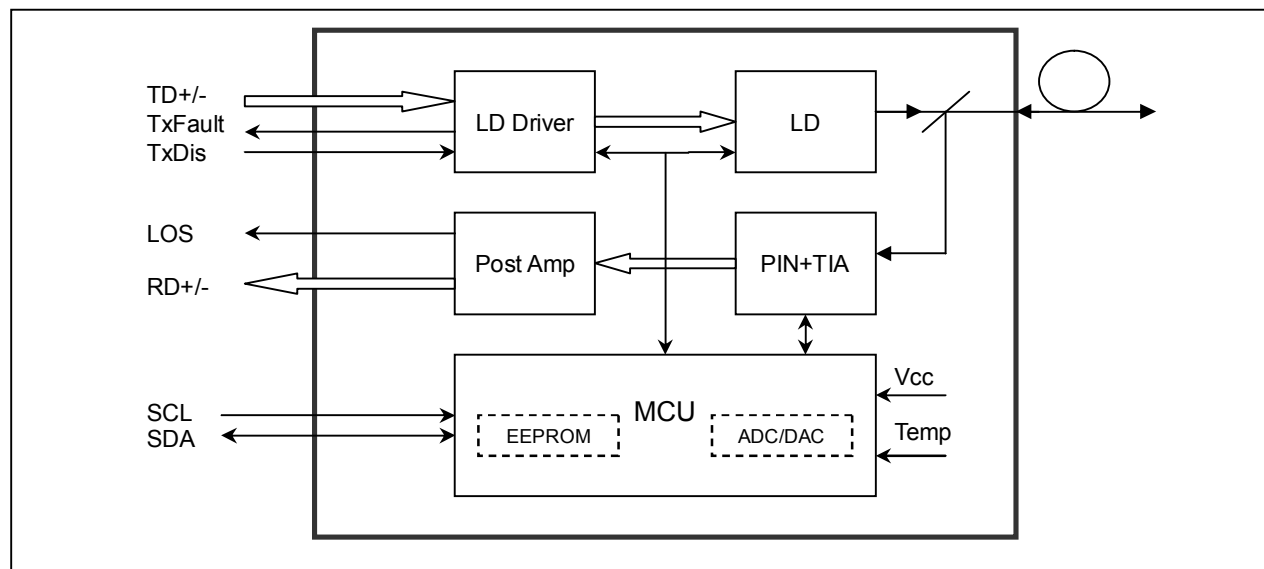 TD+/-
TxFault
TxDis
LD Driver
LD
LOS
RD+/-
Post Amp
PIN+TIA
SCL
SDA
MCU
EEPROM
ADC/DAC
Vcc
Temp